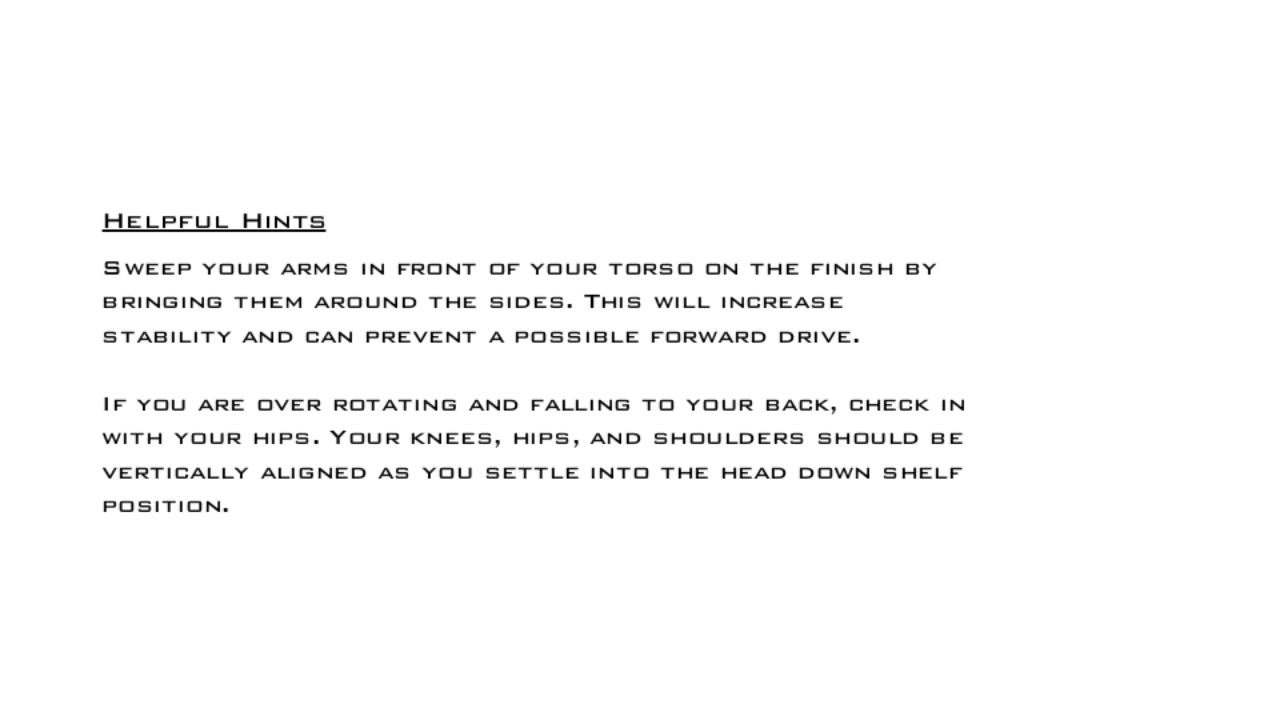 Helpful Hints
Sweep your arms in front of your torso on the finish by
bringing them around the sides. This will increase
stability and can prevent a possible forward drive.
If you are over rotating and falling to your back, check in
with your hips. Your knees, hips, and shoulders should be
vertically aligned as you settle into the head down shelf
position.